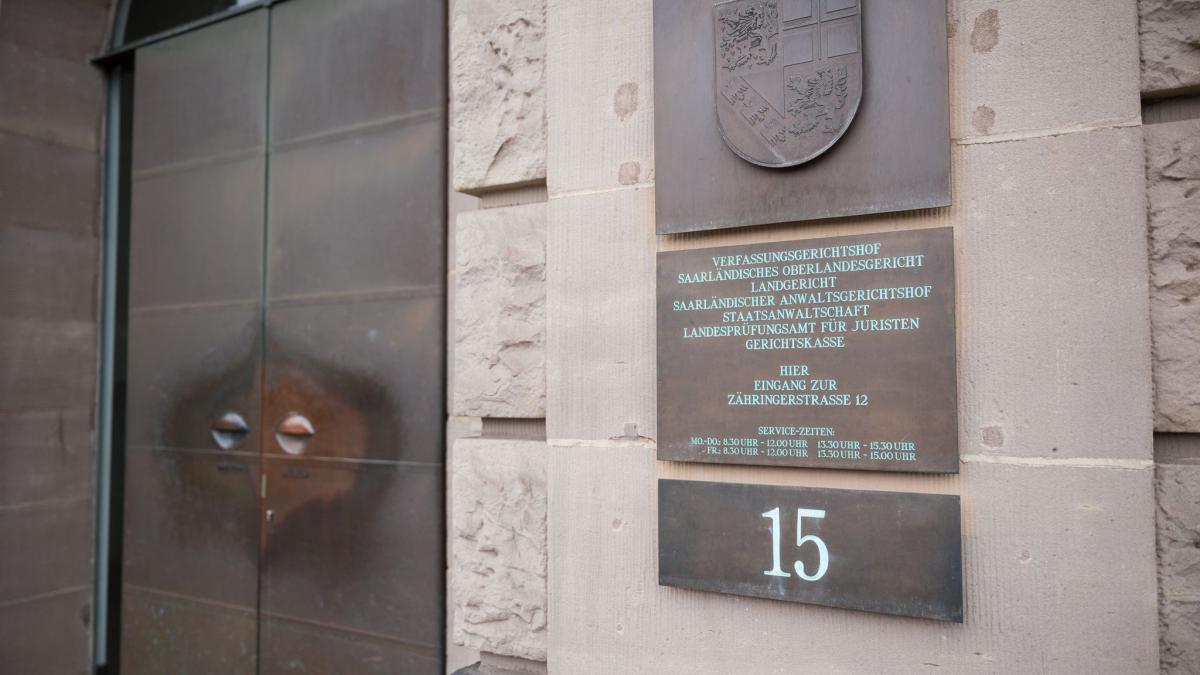 VERFASSUNGSGERICHTSHOF
SAARLÄNDISCHES OBERLANDESGERICHT
LANDGERICHT
SAARLÄNDISCHER ANWALTSGERICHTSHOF
STAATSANWALTSCHAFT
LANDESPRÜFUNGSAMT FÜR JURISTEN
GERICHTSKASSE
HIER
EINGANG ZUR
ZÄHRINGERSTRASSE 12
SERVICE-ZEITEN:
MO.-DO.: 8.30 UHR - 12.00 UHR 13.30 UHR - 15.30 UHR
FR.: 8.30 UHR - 12.00 UHR 13.30 UHR - 15.00 UHR
15